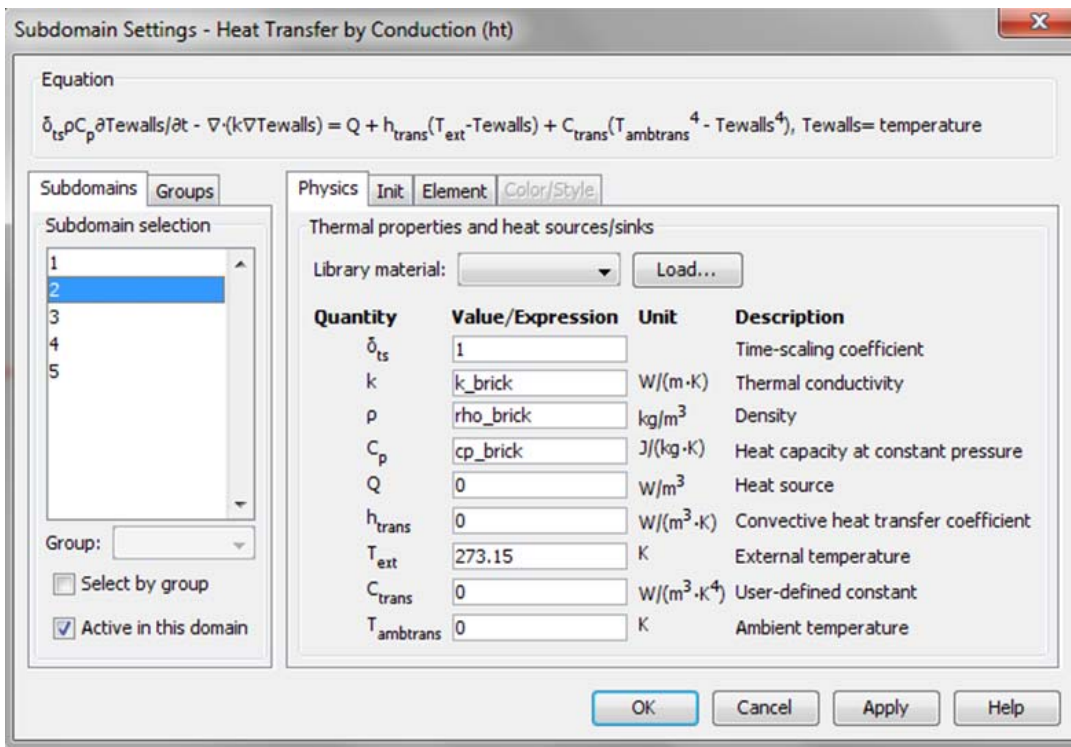 Subdomain Settings - Heat Transfer by Conduction (ht)
x
Equation
δtsρCp∂Tewalls/∂t - ∇·(k∇Tewalls) = Q + htrans(Text-Tewalls) + Ctrans(Tambtrans⁴ - Tewalls⁴), Tewalls= temperature
Subdomains Groups
Subdomain selection
1
2
3
4
5
Group:
Select by group
Active in this domain
Physics Init Element Color/Style
Thermal properties and heat sources/sinks
Library material: Load...
Quantity Value/Expression Unit Description
δts 1 Time-scaling coefficient
k k_brick W/(m·K) Thermal conductivity
ρ rho_brick kg/m³ Density
Cp cp_brick J/(kg·K) Heat capacity at constant pressure
Q 0 W/m³ Heat source
htrans 0 W/(m³·K) Convective heat transfer coefficient
Text 273.15 K External temperature
Ctrans 0 W/(m³·K⁴) User-defined constant
Tambtrans 0 K Ambient temperature
OK Cancel Apply Help